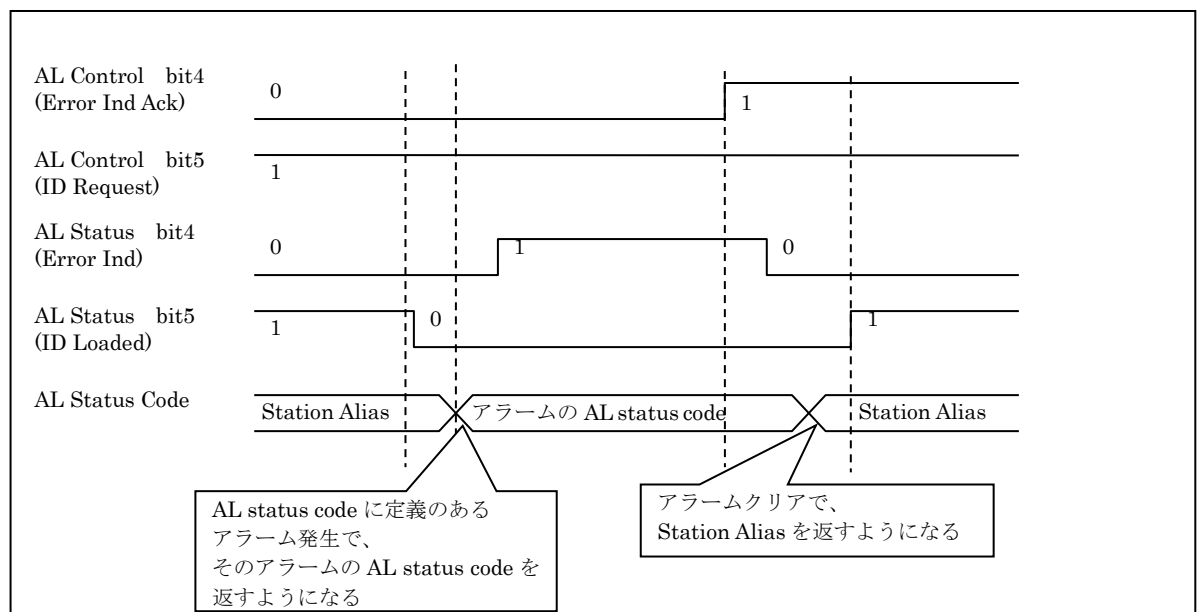 AL Control bit4
(Error Ind Ack)
0
1
AL Control bit5
(ID Request)
1
AL Status bit4
(Error Ind)
0
1
0
AL Status bit5
(ID Loaded)
1
0
1
AL Status Code
Station Alias
アラームの AL status code
Station Alias
AL status code に定義のある
アラーム発生で、
そのアラームの AL status code を
返すようになる
アラームクリアで、
Station Alias を返すようになる